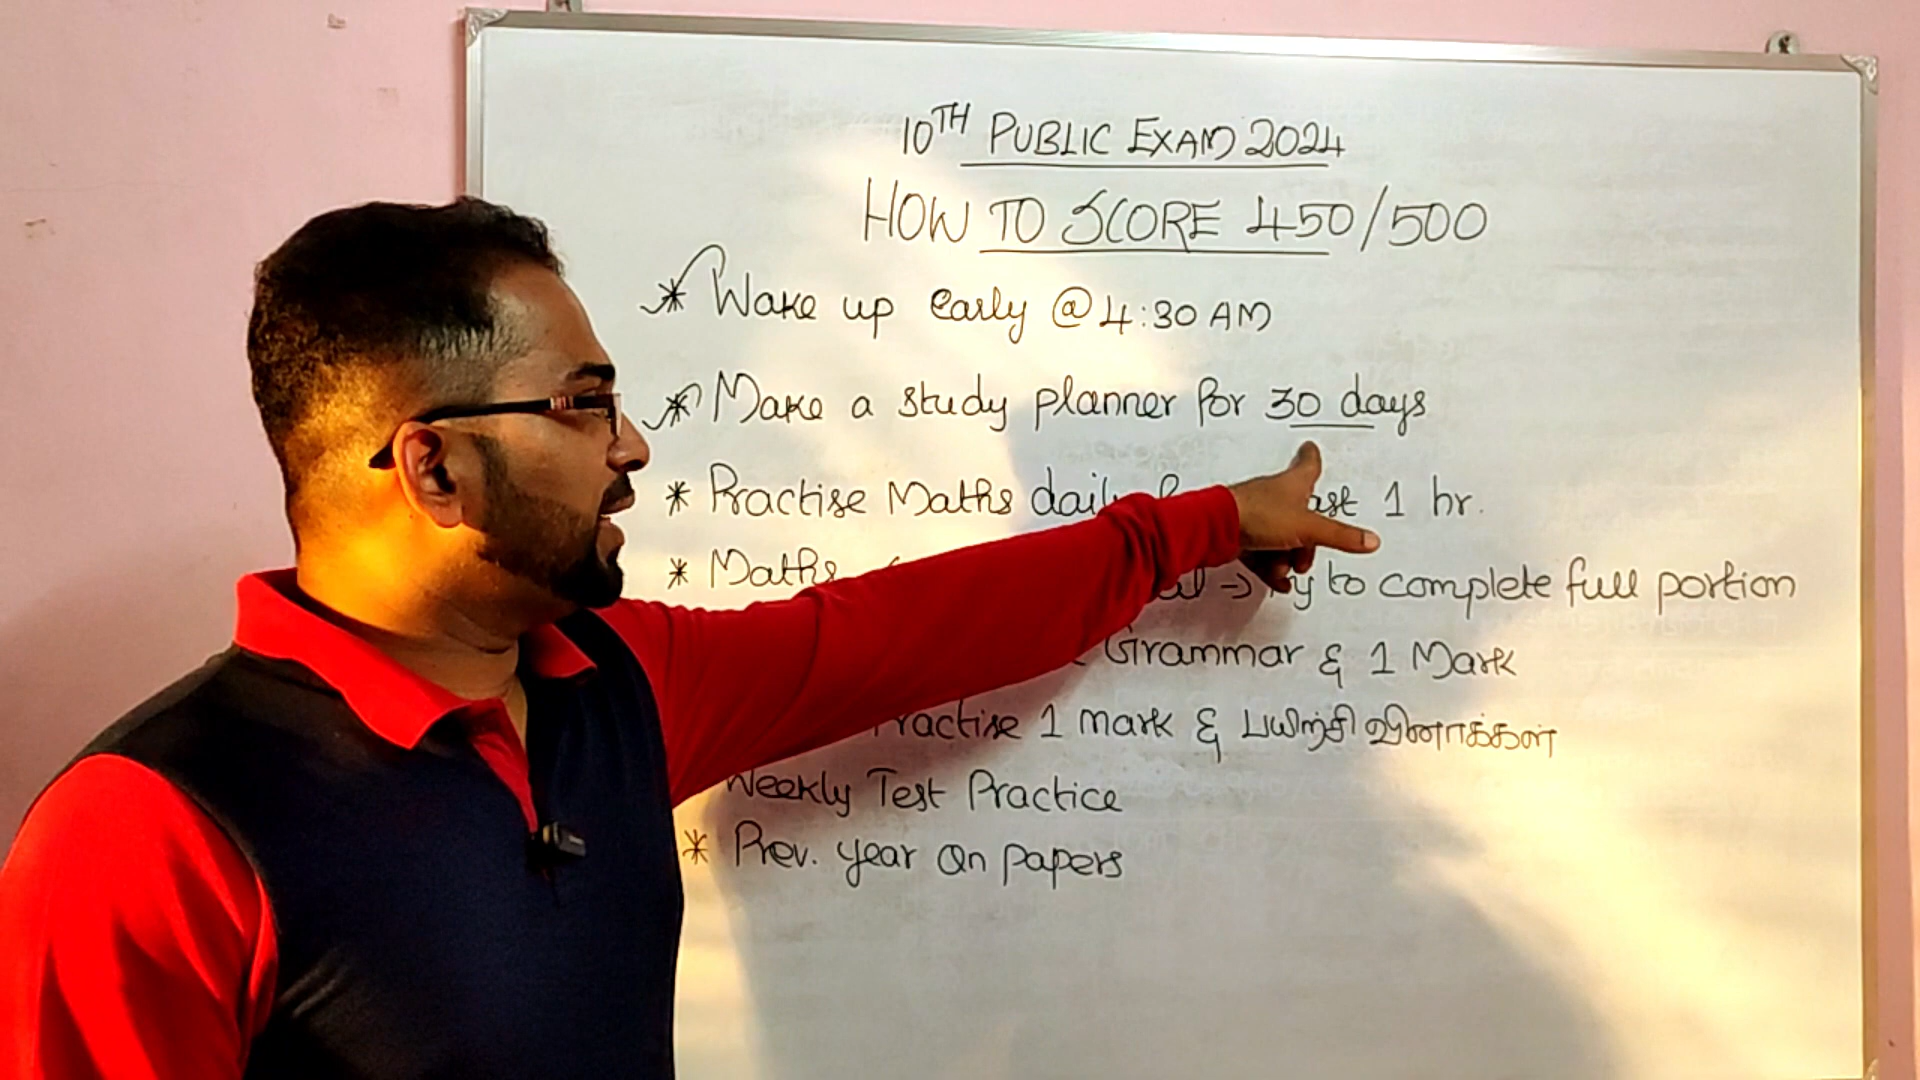 10TH PUBLIC EXAM 2024
HOW TO SCORE 450/500
* Wake up early @ 4:30 AM
* Make a study planner for 30 days
* Practise Maths daily 1 hr.
* Maths → to complete full portion
Grammar & 1 Mark
Practise 1 mark & பயிற்சி வினாக்கள்
Weekly Test Practice
* Prev. year Qn papers